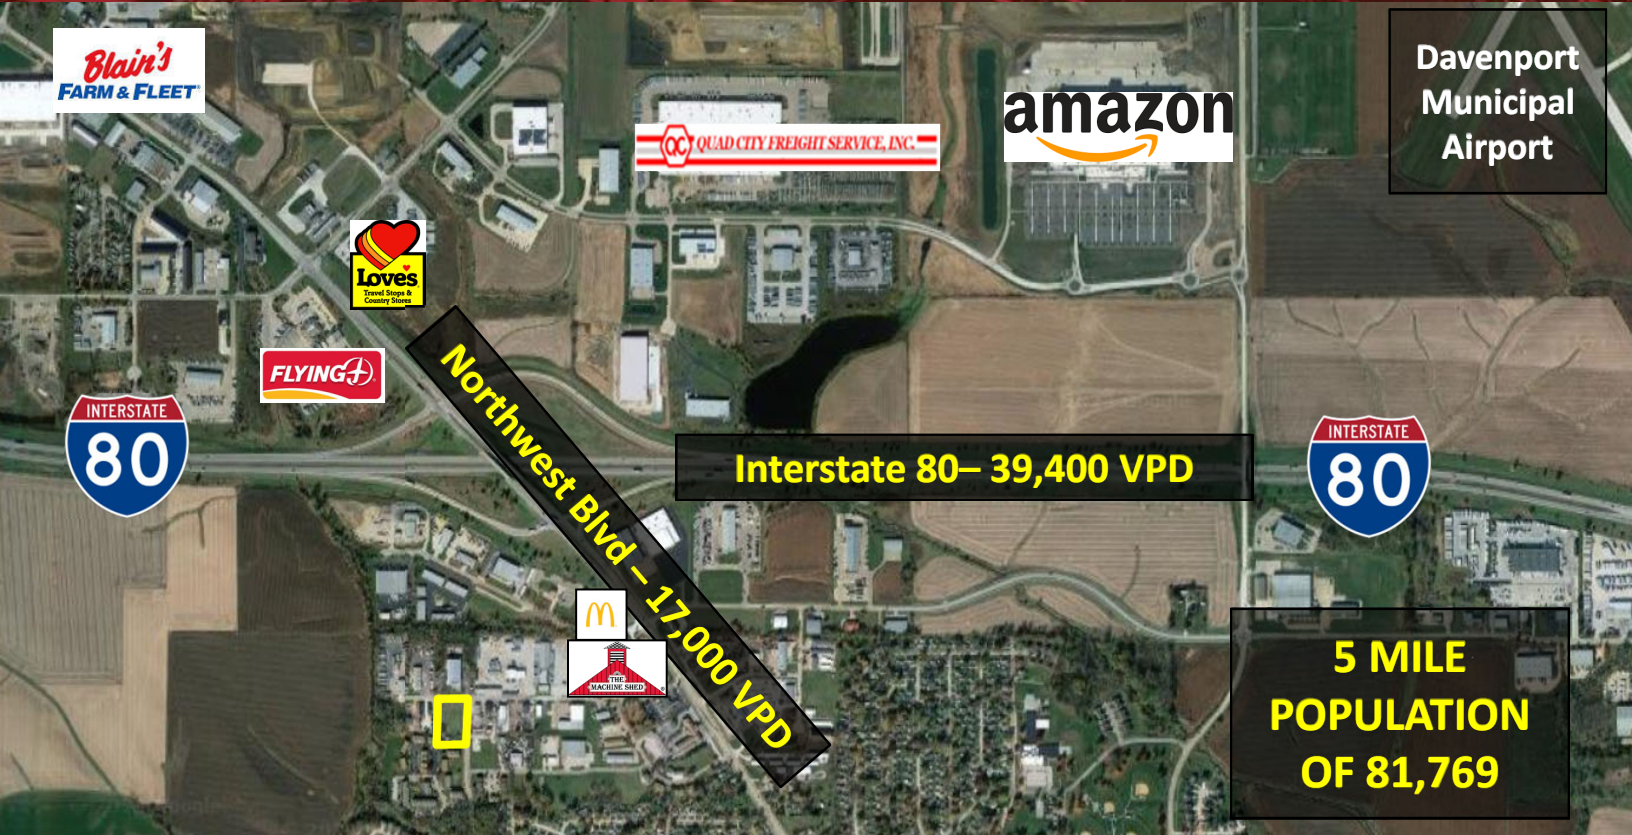 Blain's
FARM & FLEET
QUAD CITY FREIGHT SERVICE, INC.
QC
amazon
Davenport
Municipal
Airport
Love's
Travel Stops &
Country Stores
FLYING J
INTERSTATE
80
Northwest Blvd – 17,000 VPD
Interstate 80– 39,400 VPD
INTERSTATE
80
M
THE
MACHINE SHED
5 MILE
POPULATION
OF 81,769